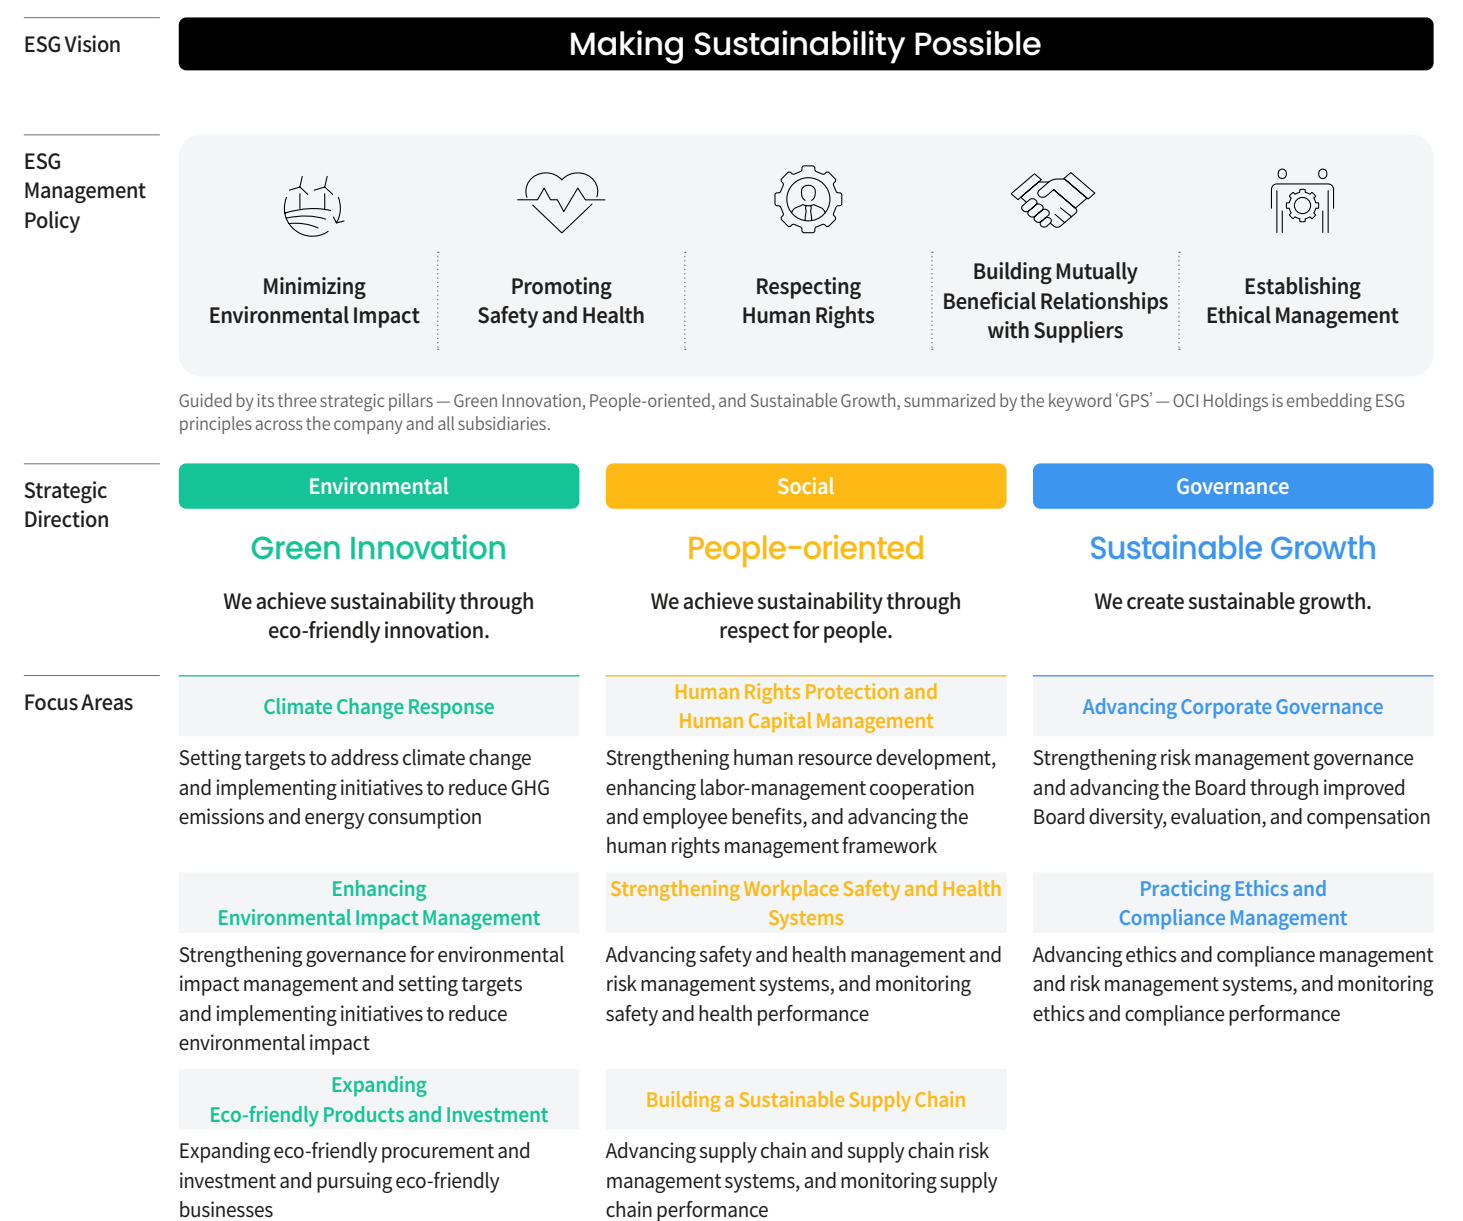 ESG Vision
Making Sustainability Possible
ESG
Management
Policy
Minimizing
Environmental Impact
Promoting
Safety and Health
Respecting
Human Rights
Building Mutually
Beneficial Relationships
with Suppliers
Establishing
Ethical Management
Guided by its three strategic pillars — Green Innovation, People-oriented, and Sustainable Growth, summarized by the keyword ‘GPS’ — OCI Holdings is embedding ESG
principles across the company and all subsidiaries.
Strategic
Direction
Environmental
Green Innovation
We achieve sustainability through
eco-friendly innovation.
Social
People-oriented
We achieve sustainability through
respect for people.
Governance
Sustainable Growth
We create sustainable growth.
Focus Areas
Climate Change Response
Setting targets to address climate change
and implementing initiatives to reduce GHG
emissions and energy consumption
Enhancing
Environmental Impact Management
Strengthening governance for environmental
impact management and setting targets
and implementing initiatives to reduce
environmental impact
Expanding
Eco-friendly Products and Investment
Expanding eco-friendly procurement and
investment and pursuing eco-friendly
businesses
Human Rights Protection and
Human Capital Management
Strengthening human resource development,
enhancing labor-management cooperation
and employee benefits, and advancing the
human rights management framework
Strengthening Workplace Safety and Health
Systems
Advancing safety and health management and
risk management systems, and monitoring
safety and health performance
Building a Sustainable Supply Chain
Advancing supply chain and supply chain risk
management systems, and monitoring supply
chain performance
Advancing Corporate Governance
Strengthening risk management governance
and advancing the Board through improved
Board diversity, evaluation, and compensation
Practicing Ethics and
Compliance Management
Advancing ethics and compliance management
and risk management systems, and monitoring
ethics and compliance performance